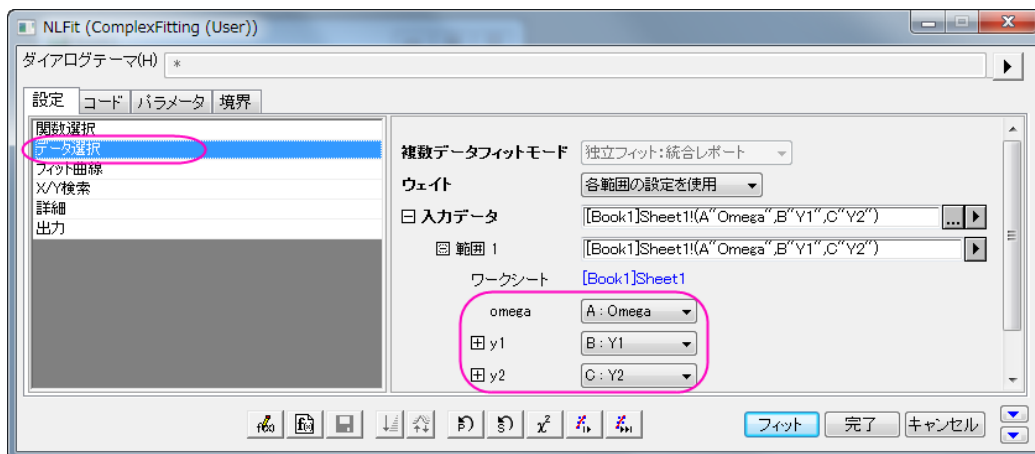 NLFit (ComplexFitting (User))
ダイアログテーマ(H) *
設定 コード パラメータ 境界
関数選択
データ選択
フィット曲線
X/Y検索
詳細
出力
複数データフィットモード 独立フィット:統合レポート
ウェイト 各範囲の設定を使用
入力データ [Book1]Sheet1!(A"Omega",B"Y1",C"Y2") ...
範囲 1 [Book1]Sheet1!(A"Omega",B"Y1",C"Y2")
ワークシート [Book1]Sheet1
omega A : Omega
y1 B : Y1
y2 C : Y2
フィット 完了 キャンセル